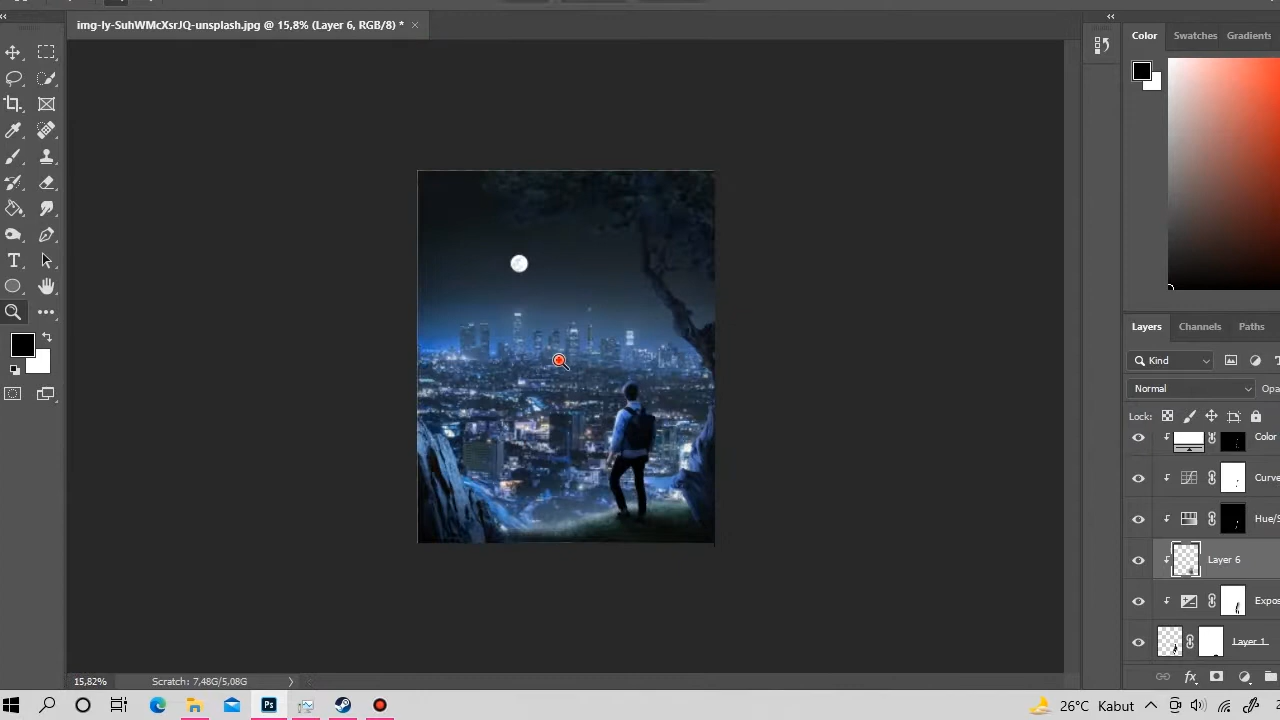 img-ly-SuhWMcXsrJQ-unsplash.jpg @ 15,8% (Layer 6, RGB/8) *
Color
Swatches
Gradients
Layers
Channels
Paths
Kind
Normal
Opa
Lock:
Color
Curve
Hue/S
Layer 6
Expos
Layer 1
15,82%
Scratch: 7,48G/5,08G
Ps
26°C Kabut